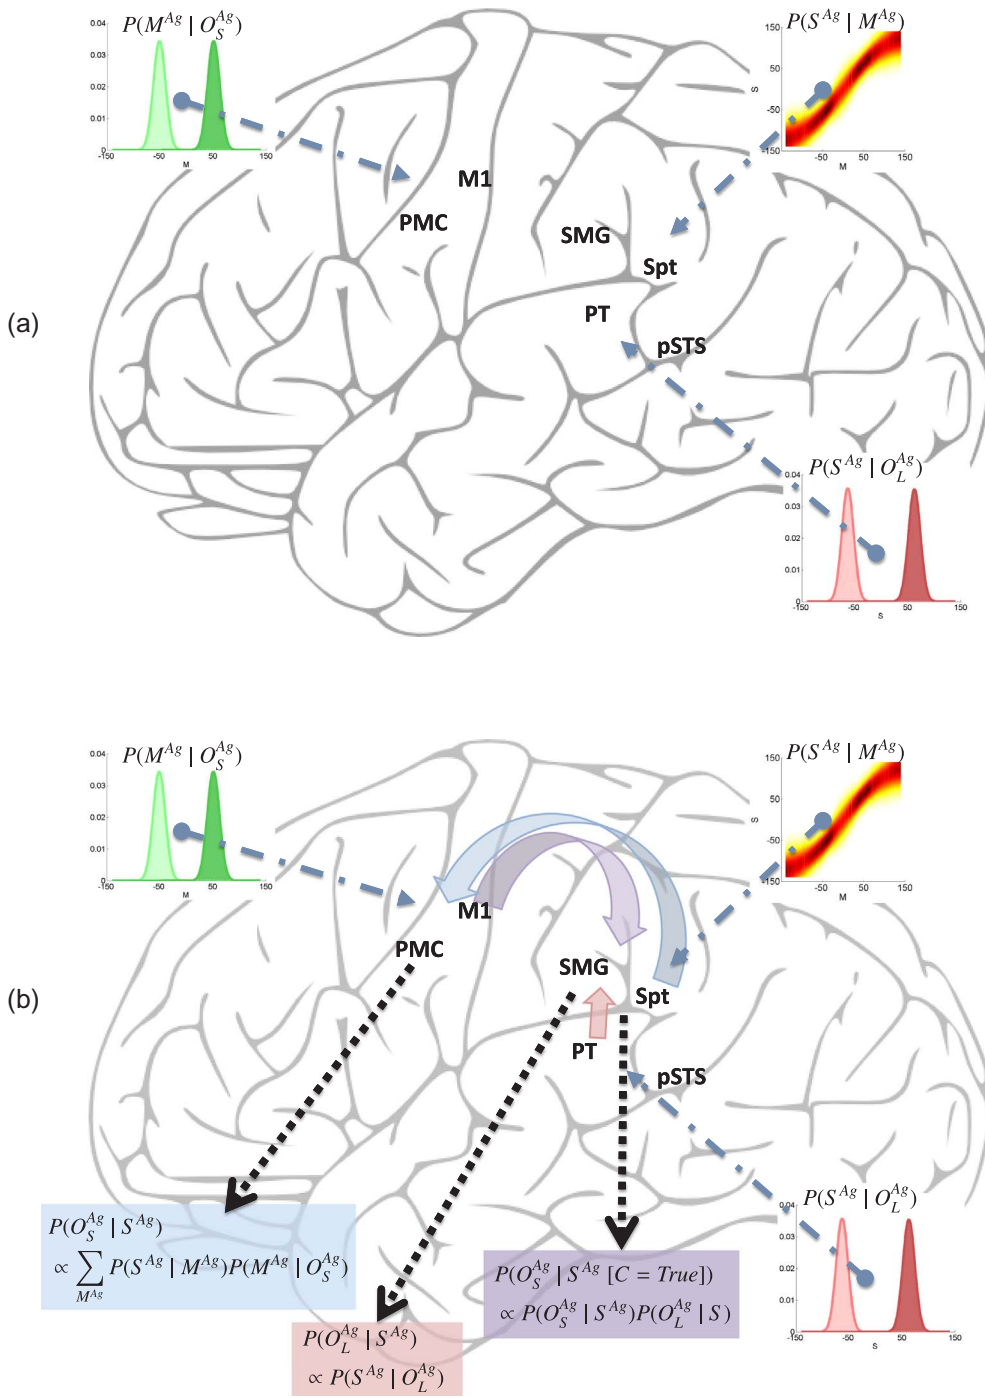 P(M^Ag | O_S^Ag)
0.04
0.03
0.02
0.01
0
-150 -50 50 150
M
P(S^Ag | M^Ag)
150
50
S
-50
-150
-50 50 150
M
M1
PMC
SMG
Spt
PT
pSTS
(a)
P(S^Ag | O_L^Ag)
0.04
0.03
0.02
0.01
0
-150 -50 50 150
S
P(M^Ag | O_S^Ag)
0.04
0.03
0.02
0.01
0
-150 -50 50 150
M
P(S^Ag | M^Ag)
150
50
S
-50
-150
-50 50 150
M
M1
PMC
SMG
Spt
(b)
PT
pSTS
P(S^Ag | O_L^Ag)
0.04
0.03
0.02
0.01
0
-150 -50 50 150
S
P(O_S^Ag | S^Ag)
∝ ∑_{M^Ag} P(S^Ag | M^Ag)P(M^Ag | O_S^Ag)
P(O_S^Ag | S^Ag [C = True])
∝ P(O_S^Ag | S^Ag)P(O_L^Ag | S)
P(O_L^Ag | S^Ag)
∝ P(S^Ag | O_L^Ag)